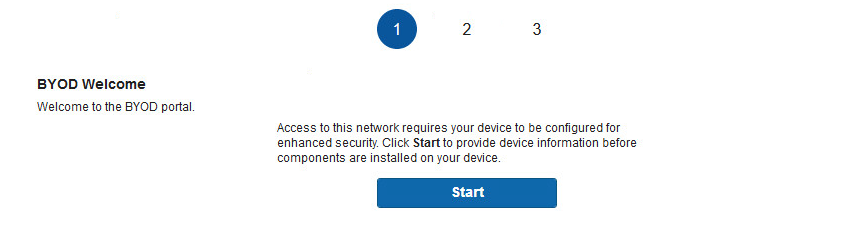 1 2 3
BYOD Welcome
Welcome to the BYOD portal.
Access to this network requires your device to be configured for
enhanced security. Click Start to provide device information before
components are installed on your device.
Start